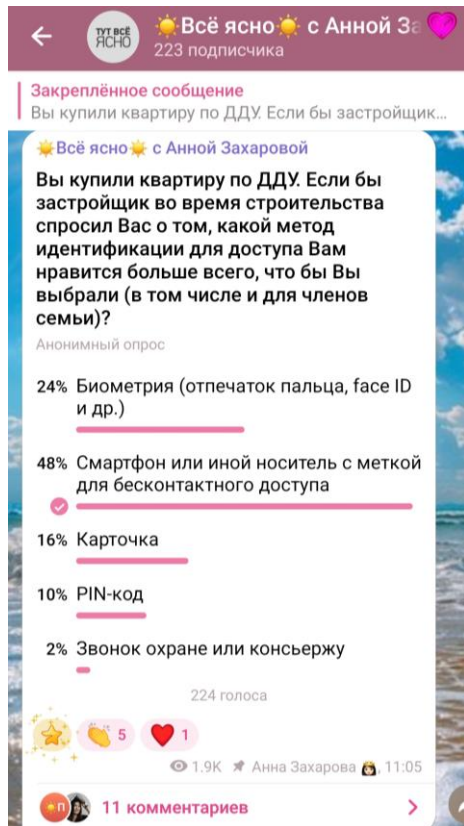 ТУТ ВСЁ
ЯСНО
Всё ясно с Анной За
223 подписчика
Закреплённое сообщение
Вы купили квартиру по ДДУ. Если бы застройщик...
Всё ясно с Анной Захаровой
Вы купили квартиру по ДДУ. Если бы
застройщик во время строительства
спросил Вас о том, какой метод
идентификации для доступа Вам
нравится больше всего, что бы Вы
выбрали (в том числе и для членов
семьи)?
Анонимный опрос
24% Биометрия (отпечаток пальца, face ID
и др.)
48% Смартфон или иной носитель с меткой
для бесконтактного доступа
16% Карточка
10% PIN-код
2% Звонок охране или консьержу
224 голоса
5
1
1.9K Анна Захарова , 11:05
П
11 комментариев